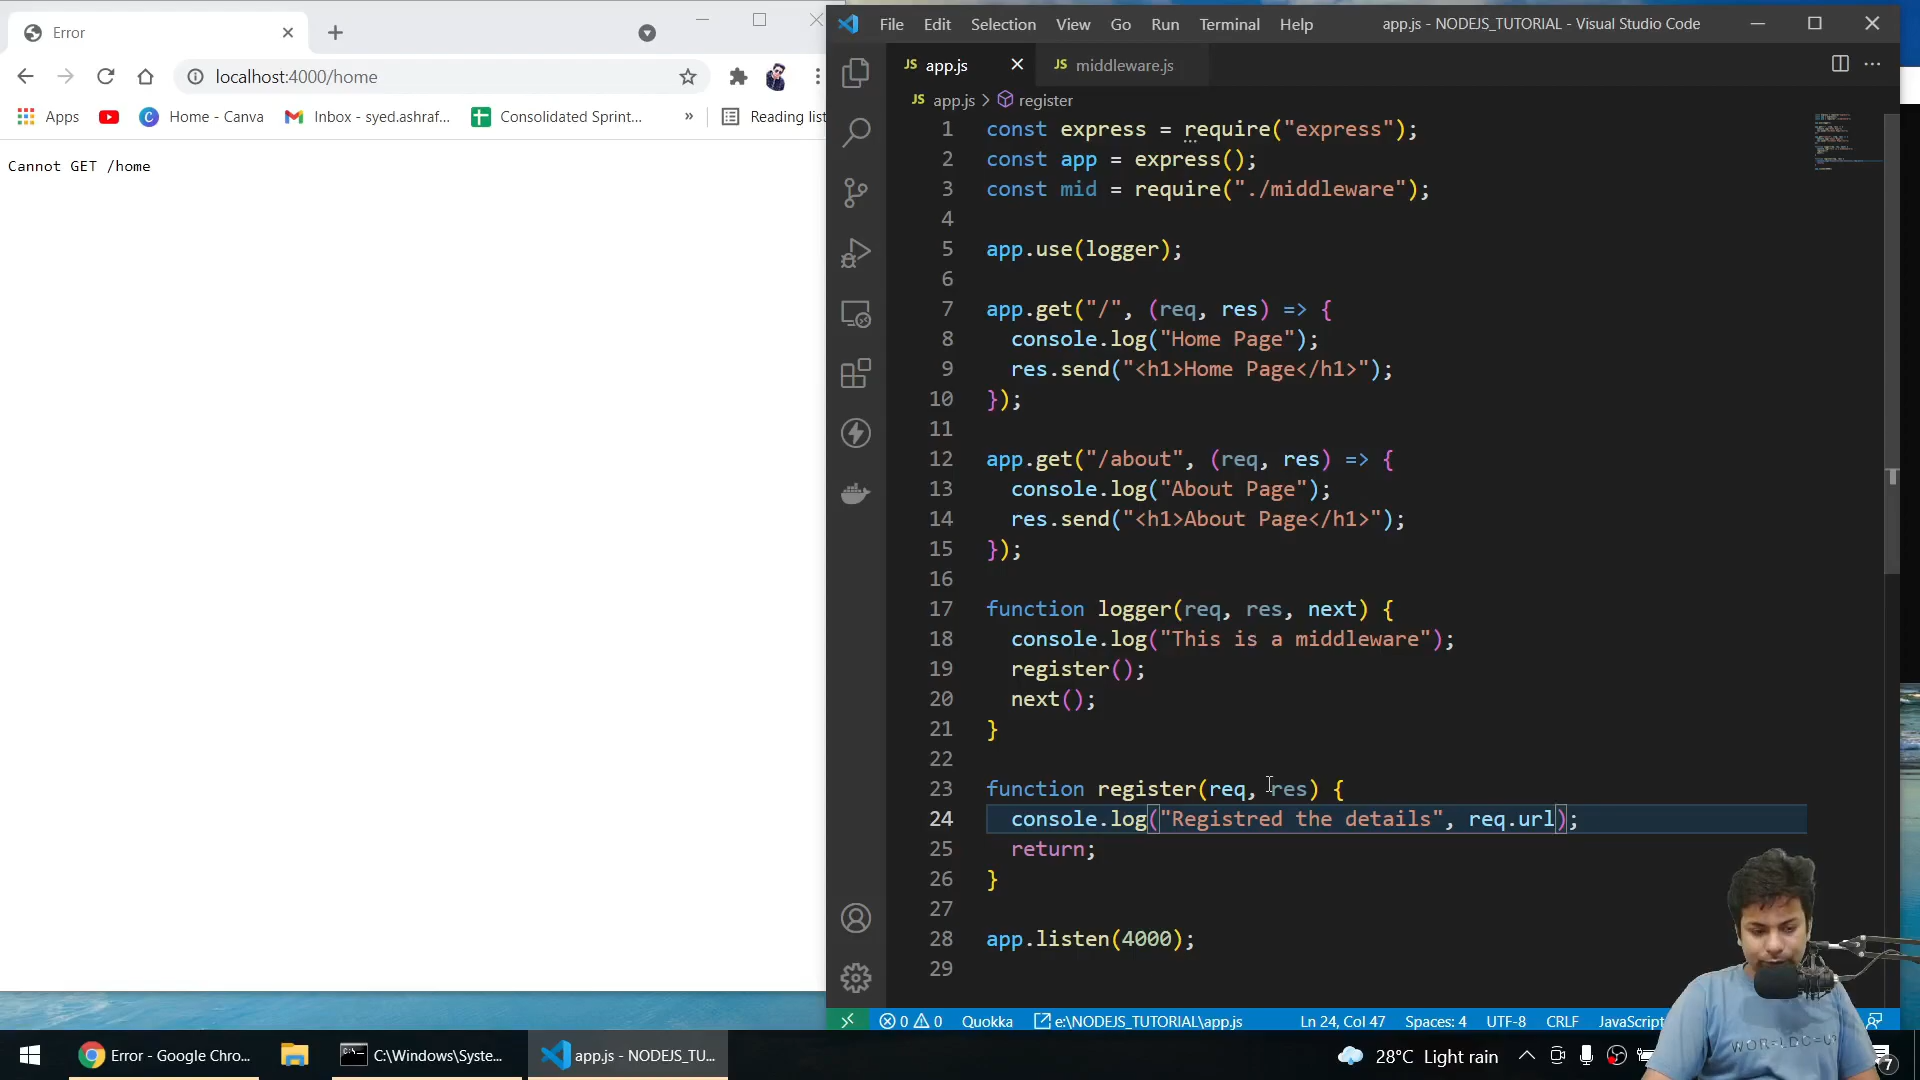 Error
localhost:4000/home
Apps
Home - Canva
Inbox - syed.ashraf...
Consolidated Sprint...
»
Reading list
Cannot GET /home
File Edit Selection View Go Run Terminal Help
app.js - NODEJS_TUTORIAL - Visual Studio Code
JS app.js
JS middleware.js
JS app.js > register
1 const express = require("express");
2 const app = express();
3 const mid = require("./middleware");
4
5 app.use(logger);
6
7 app.get("/", (req, res) => {
8 console.log("Home Page");
9 res.send("<h1>Home Page</h1>");
10 });
11
12 app.get("/about", (req, res) => {
13 console.log("About Page");
14 res.send("<h1>About Page</h1>");
15 });
16
17 function logger(req, res, next) {
18 console.log("This is a middleware");
19 register();
20 next();
21 }
22
23 function register(req, res) {
24 console.log("Registred the details", req.url);
25 return;
26 }
27
28 app.listen(4000);
29
0 0 Quokka e:\NODEJS_TUTORIAL\app.js Ln 24, Col 47 Spaces: 4 UTF-8 CRLF JavaScript
Error - Google Chro...
C:\Windows\Syste...
app.js - NODEJS_TU...
28°C Light rain
7